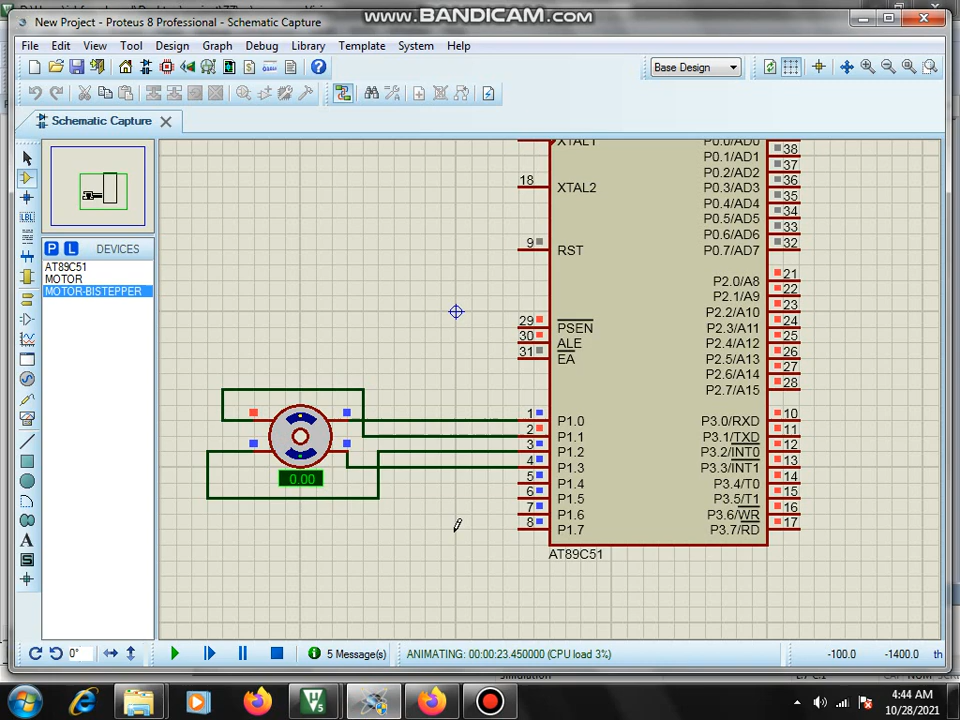 www.BANDICAM.com
New Project - Proteus 8 Professional - Schematic Capture
File Edit View Tool Design Graph Debug Library Template System Help
Base Design
Schematic Capture
P L DEVICES
AT89C51
MOTOR
MOTOR-BISTEPPER
LBL
A
S
XTAL1
18 XTAL2
9 RST
29 PSEN
30 ALE
31 EA
1 P1.0
2 P1.1
3 P1.2
4 P1.3
5 P1.4
6 P1.5
7 P1.6
8 P1.7
P0.0/AD0
P0.1/AD1 38
P0.2/AD2 37
P0.3/AD3 36
P0.4/AD4 35
P0.5/AD5 34
P0.6/AD6 33
P0.7/AD7 32
P2.0/A8 21
P2.1/A9 22
P2.2/A10 23
P2.3/A11 24
P2.4/A12 25
P2.5/A13 26
P2.6/A14 27
P2.7/A15 28
P3.0/RXD 10
P3.1/TXD 11
P3.2/INT0 12
P3.3/INT1 13
P3.4/T0 14
P3.5/T1 15
P3.6/WR 16
P3.7/RD 17
AT89C51
0.00
0° 5 Message(s) ANIMATING: 00:00:23.450000 (CPU load 3%) -100.0 -1400.0 th
4:44 AM
10/28/2021